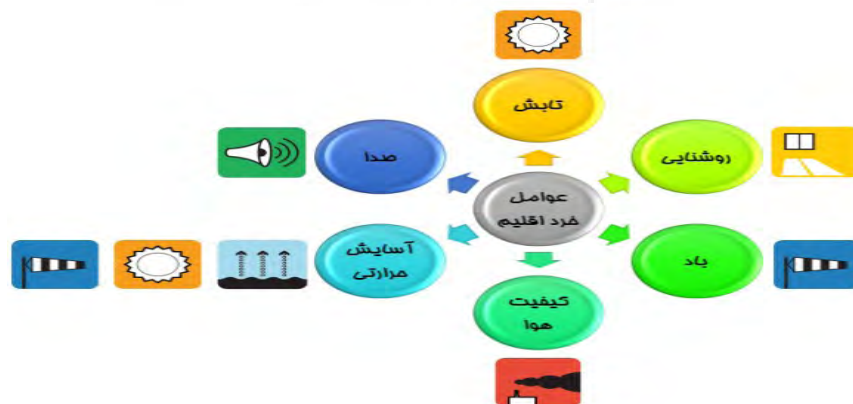 تابش
روشنایی
صدا
عوامل
خرد اقلیم
باد
آسایش
حرارتی
کیفیت
هوا